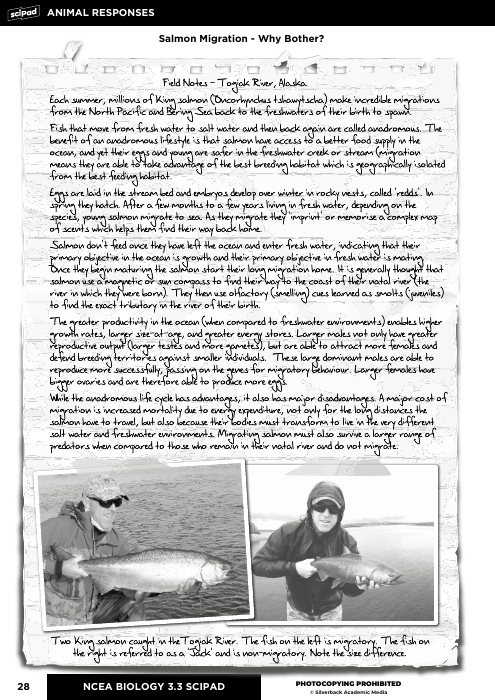 scipad ANIMAL RESPONSES
Salmon Migration - Why Bother?
Field Notes - Togiak River, Alaska
Each summer, millions of King salmon (Oncorhynchus tshawytscha) make incredible migrations
from the North Pacific and Bering Sea back to the freshwaters of their birth to spawn.
Fish that move from fresh water to salt water and then back again are called anadromous. The
benefit of an anadromous lifestyle is that salmon have access to a better food supply in the
ocean, and yet their eggs and young are safer in the freshwater creek or stream (migration
means they are able to take advantage of the best breeding habitat which is geographically isolated
from the best feeding habitat.
Eggs are laid in the stream bed and embryos develop over winter in rocky nests, called 'redds'. In
spring they hatch. After a few months to a few years living in fresh water, depending on the
species, young salmon migrate to sea. As they migrate they 'imprint' or memorise a complex map
of scents which helps them find their way back home.
Salmon don't feed once they have left the ocean and enter fresh water, indicating that their
primary objective in the ocean is growth and their primary objective in fresh water is mating.
Once they begin maturing the salmon start their long migration home. It is generally thought that
salmon use a magnetic or sun compass to find their way to the coast of their natal river (the
river in which they were born). They then use olfactory (smelling) cues learned as smolts (juveniles)
to find the exact tributary in the river of their birth.
The greater productivity in the ocean (when compared to freshwater environments) enables higher
growth rates, larger size-at-age, and greater energy stores. Larger males not only have greater
reproductive output (larger testes and more gametes), but are able to attract more females and
defend breeding territories against smaller individuals. These large dominant males are able to
reproduce more successfully, passing on the genes for migratory behaviour. Larger females have
bigger ovaries and are therefore able to produce more eggs.
While the anadromous life cycle has advantages, it also has major disadvantages. A major cost of
migration is increased mortality due to energy expenditure, not only for the long distances the
salmon have to travel, but also because their bodies must transform to live in the very different
salt water and freshwater environments. Migrating salmon must also survive a larger range of
predators when compared to those who remain in their natal river and do not migrate.
Two King salmon caught in the Togiak River. The fish on the left is migratory. The fish on
the right is referred to as a 'Jack' and is non-migratory. Note the size difference.
28 NCEA BIOLOGY 3.3 SCIPAD PHOTOCOPYING PROHIBITED
© Silverback Academic Media